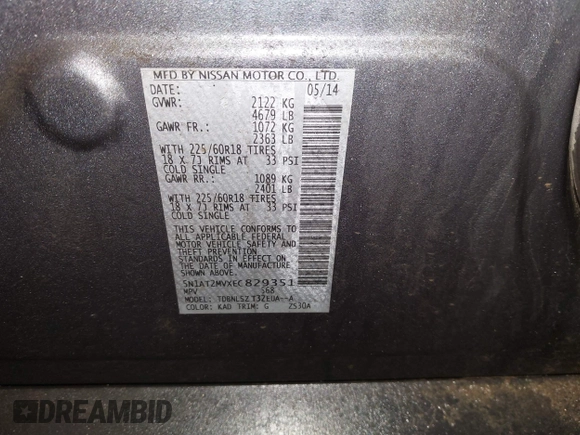 MFD BY NISSAN MOTOR CO., LTD.
DATE: 05/14
GVWR: 2122 KG
4679 LB
GAWR FR.: 1072 KG
2363 LB
WITH 225/60R18 TIRES
18 X 7J RIMS AT 33 PSI
COLD SINGLE
GAWR RR.: 1089 KG
2401 LB
WITH 225/60R18 TIRES
18 X 7J RIMS AT 33 PSI
COLD SINGLE
THIS VEHICLE CONFORMS TO
ALL APPLICABLE FEDERAL
MOTOR VEHICLE SAFETY AND
THEFT PREVENTION
STANDARDS IN EFFECT ON
THE DATE OF MANUFACTURE
SHOWN ABOVE.
5N1AT2MVXEC829351
MPV S68
MODEL:
COLOR: KAD TRIM: G 2530A
DREAMBID